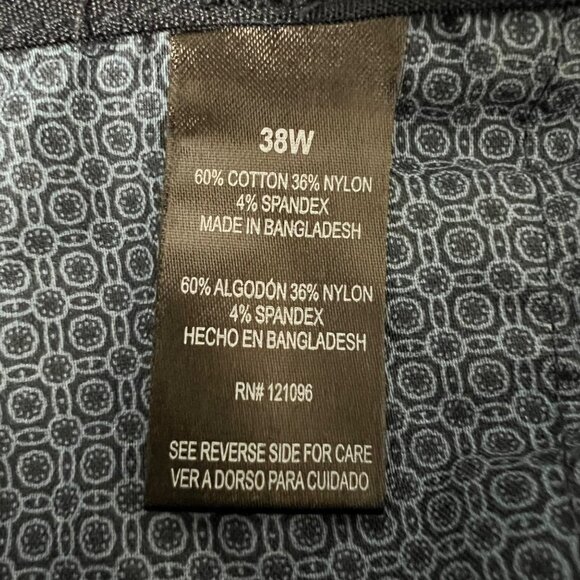 38W
60% COTTON 36% NYLON
4% SPANDEX
MADE IN BANGLADESH
60% ALGODÓN 36% NYLON
4% SPANDEX
HECHO EN BANGLADESH
RN# 121096
SEE REVERSE SIDE FOR CARE
VER A DORSO PARA CUIDADO